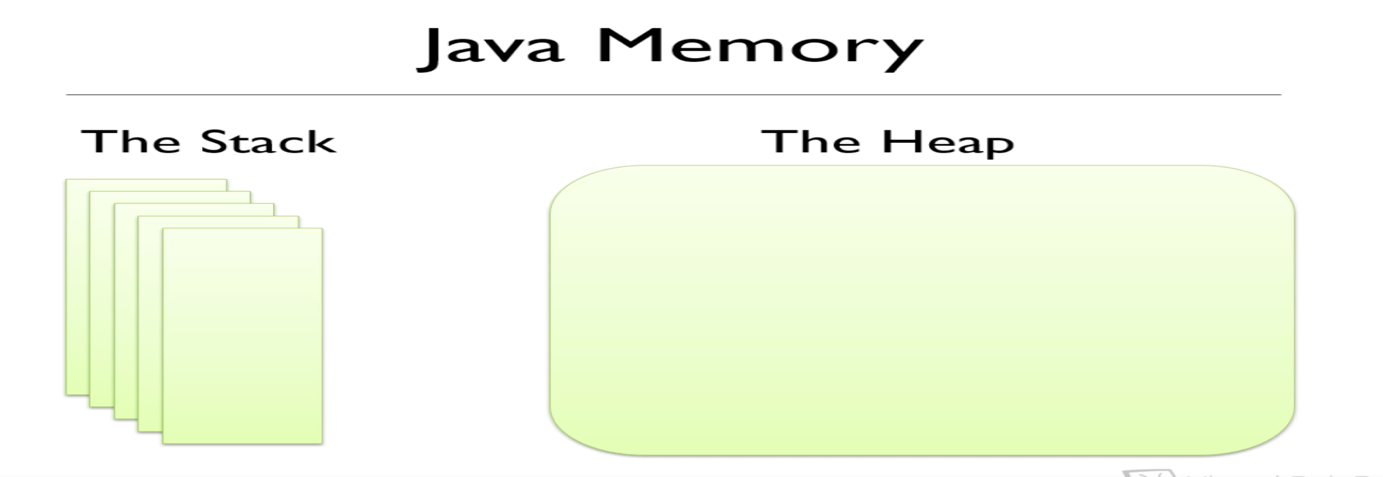 Java Memory
The Stack
The Heap